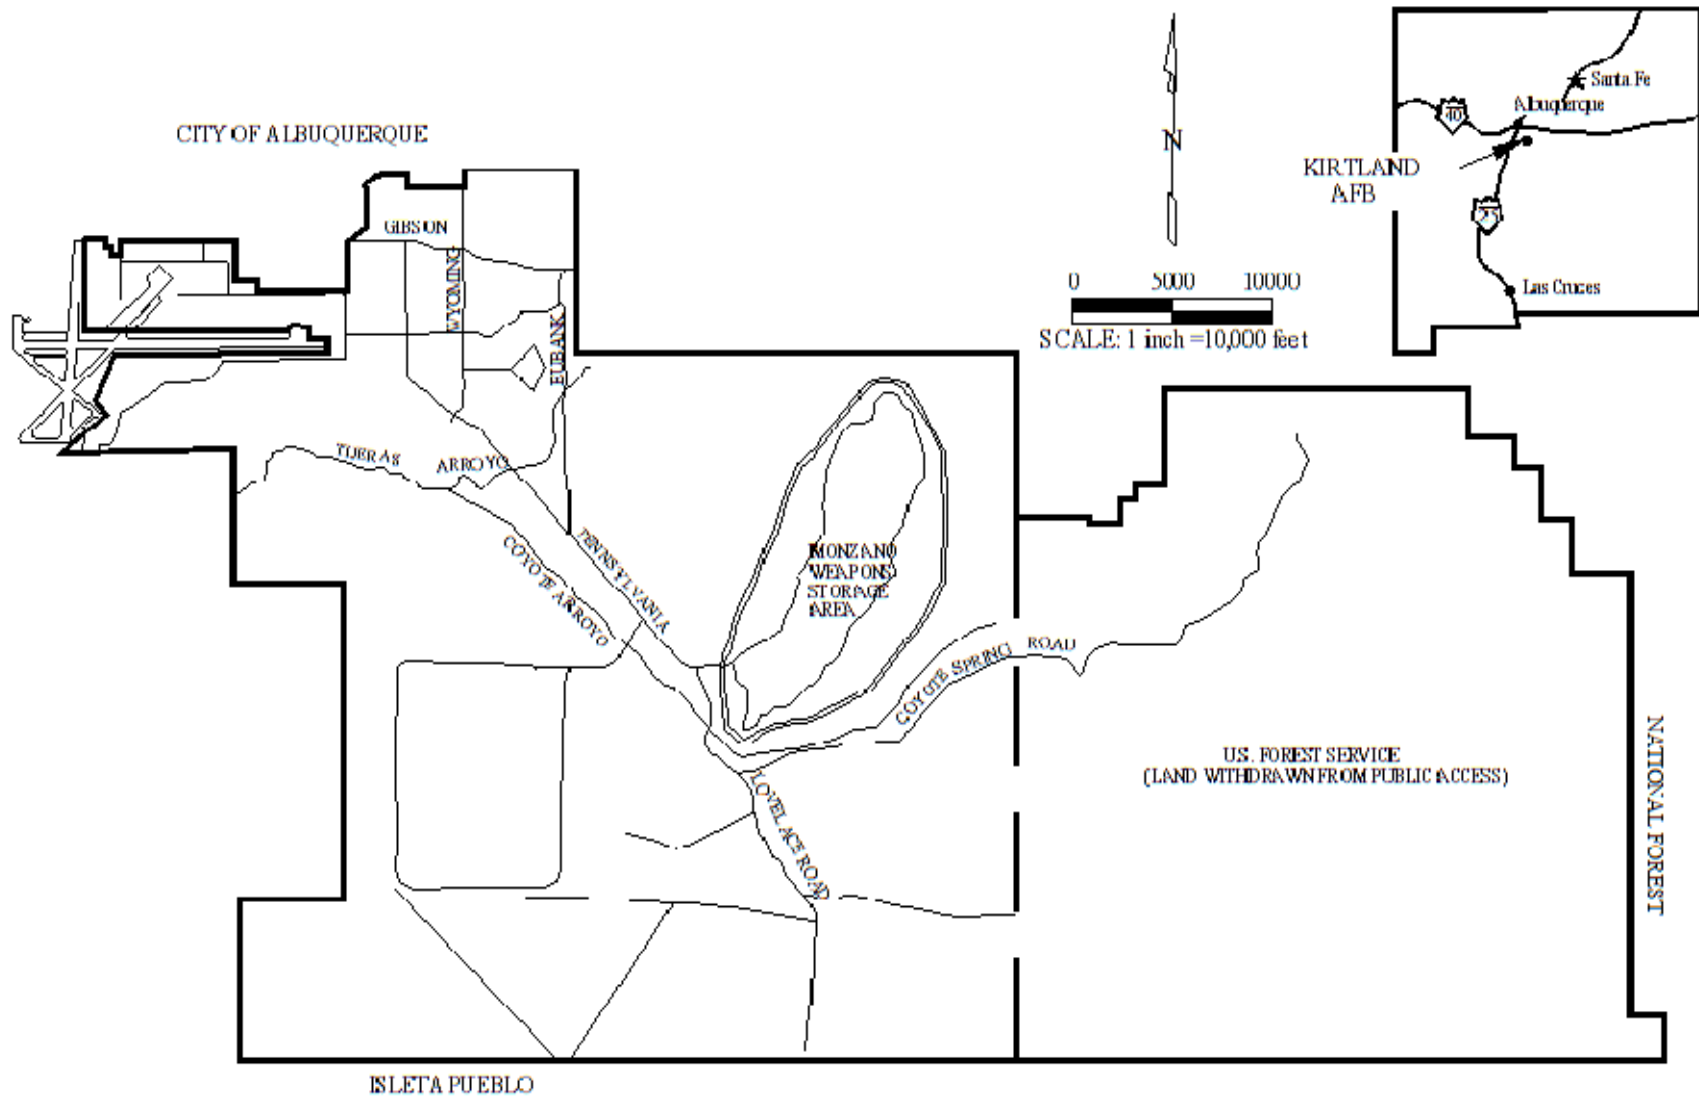 CITY OF ALBUQUERQUE
GIBSON
WYOMING
EUBANK
TIJERAS ARROYO
COYOTE ARROYO
PENNSYLVANIA
MONZANO
WEAPONS
STORAGE
AREA
COYOTE SPRING ROAD
LOVELACE ROAD
ISLETA PUEBLO
N
0 5000 10000
SCALE: 1 inch =10,000 feet
Santa Fe
40
Albuquerque
KIRTLAND
AFB
25
Las Cruces
U.S. FOREST SERVICE
(LAND WITHDRAWN FROM PUBLIC ACCESS)
NATIONAL FOREST